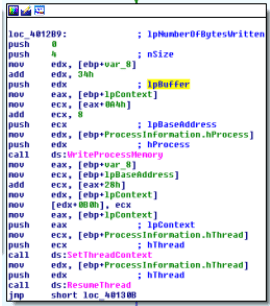 loc_4012B9: ; lpNumberOfBytesWritten
push 0
push 4 ; nSize
mov edx, [ebp+var_8]
add edx, 34h
push edx ; lpBuffer
mov eax, [ebp+lpContext]
mov ecx, [eax+0A4h]
add ecx, 8
push ecx ; lpBaseAddress
mov edx, [ebp+ProcessInformation.hProcess]
push edx ; hProcess
call ds:WriteProcessMemory
mov eax, [ebp+var_8]
mov ecx, [ebp+lpBaseAddress]
add ecx, [eax+28h]
mov edx, [ebp+lpContext]
mov [edx+0B0h], ecx
mov eax, [ebp+lpContext]
push eax ; lpContext
mov ecx, [ebp+ProcessInformation.hThread]
push ecx ; hThread
call ds:SetThreadContext
mov edx, [ebp+ProcessInformation.hThread]
push edx ; hThread
call ds:ResumeThread
jmp short loc_40130B